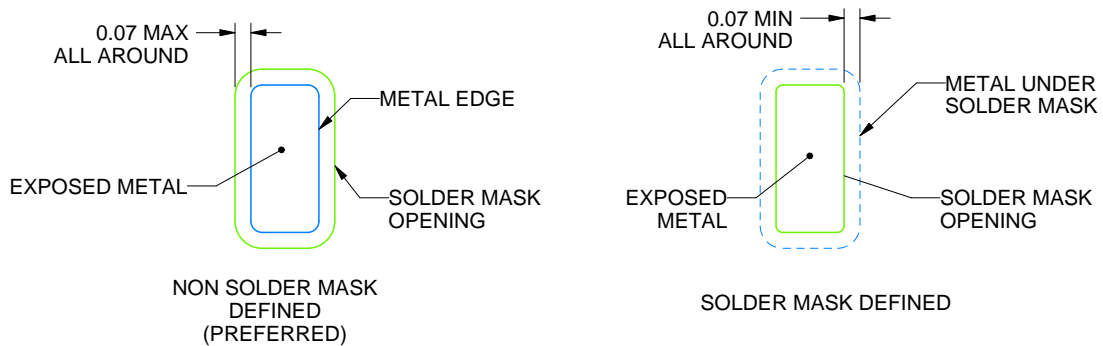 0.07 MAX
ALL AROUND
METAL EDGE
EXPOSED METAL
SOLDER MASK
OPENING
NON SOLDER MASK
DEFINED
(PREFERRED)
0.07 MIN
ALL AROUND
METAL UNDER
SOLDER MASK
EXPOSED
METAL
SOLDER MASK
OPENING
SOLDER MASK DEFINED